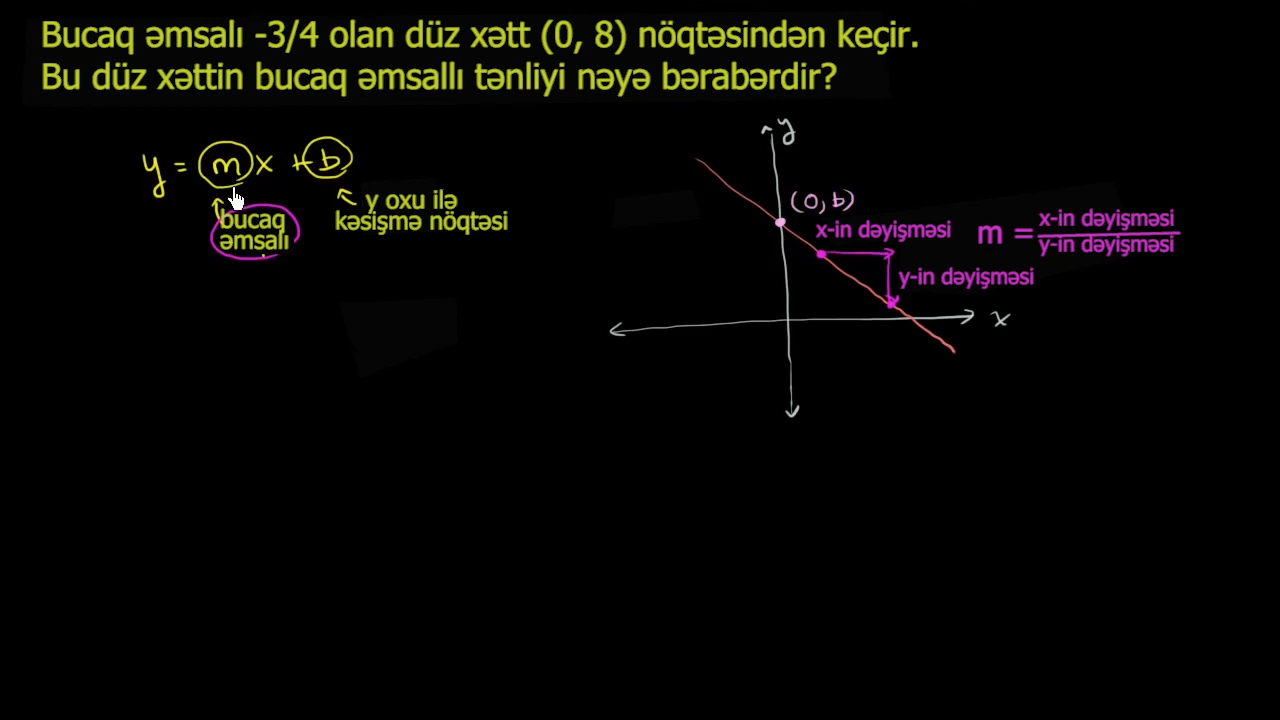 Bucaq əmsalı -3/4 olan düz xətt (0, 8) nöqtəsindən keçir.
Bu düz xəttin bucaq əmsallı tənliyi nəyə bərabərdir?
y = m x + b
bucaq
əmsalı
y oxu ilə
kəsişmə nöqtəsi
y
(0, b)
x-in dəyişməsi
y-in dəyişməsi
m = x-in dəyişməsi
y-in dəyişməsi
x